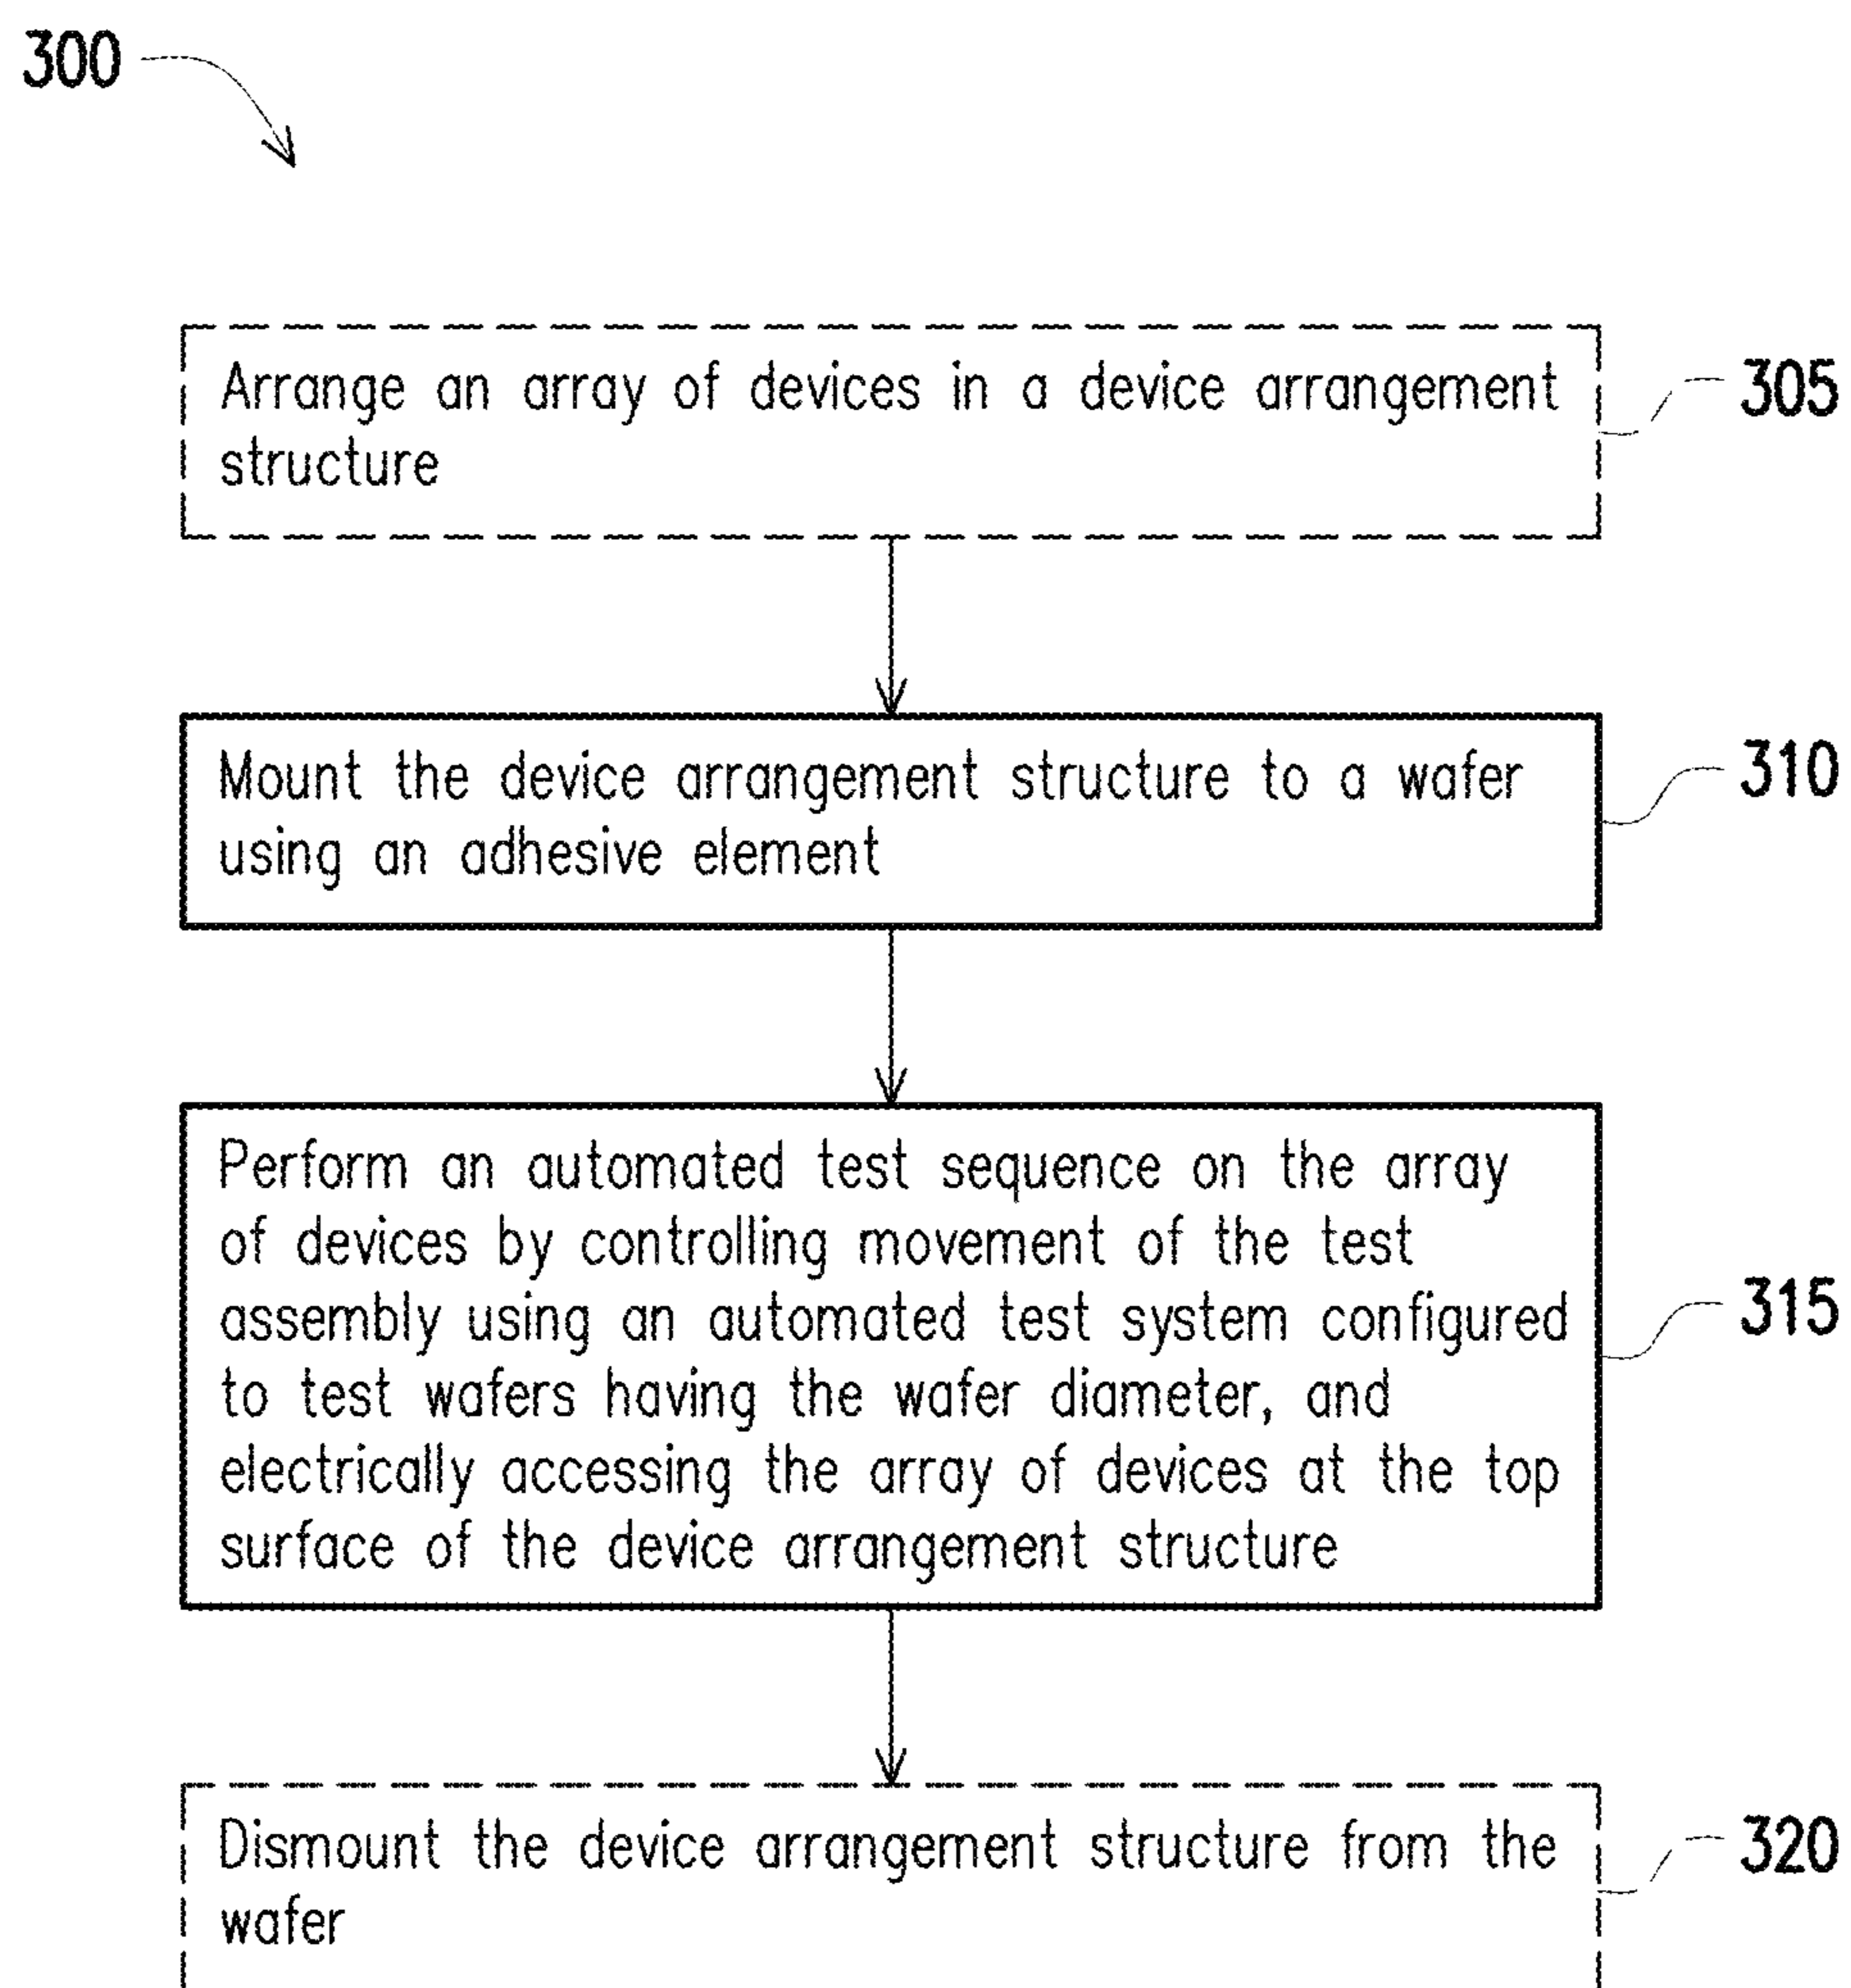 300
Arrange an array of devices in a device arrangement
structure
305
Mount the device arrangement structure to a wafer
using an adhesive element
310
Perform an automated test sequence on the array
of devices by controlling movement of the test
assembly using an automated test system configured
to test wafers having the wafer diameter, and
electrically accessing the array of devices at the top
surface of the device arrangement structure
315
Dismount the device arrangement structure from the
wafer
320